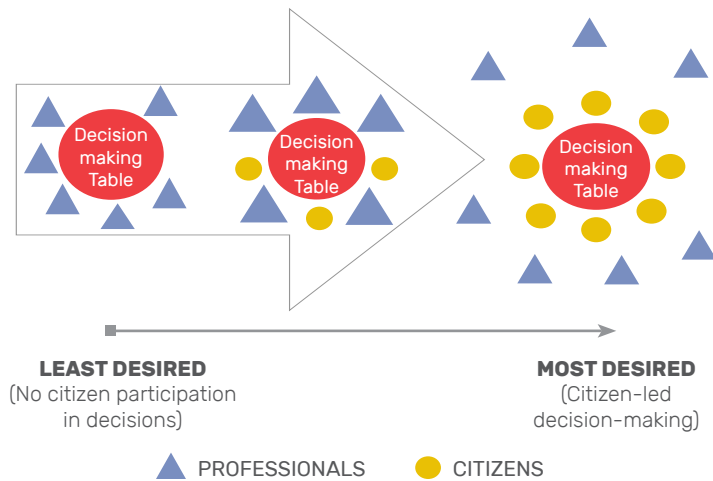 Decision
making
Table
Decision
making
Table
Decision
making
Table
LEAST DESIRED
(No citizen participation
in decisions)
MOST DESIRED
(Citizen-led
decision-making)
PROFESSIONALS
CITIZENS